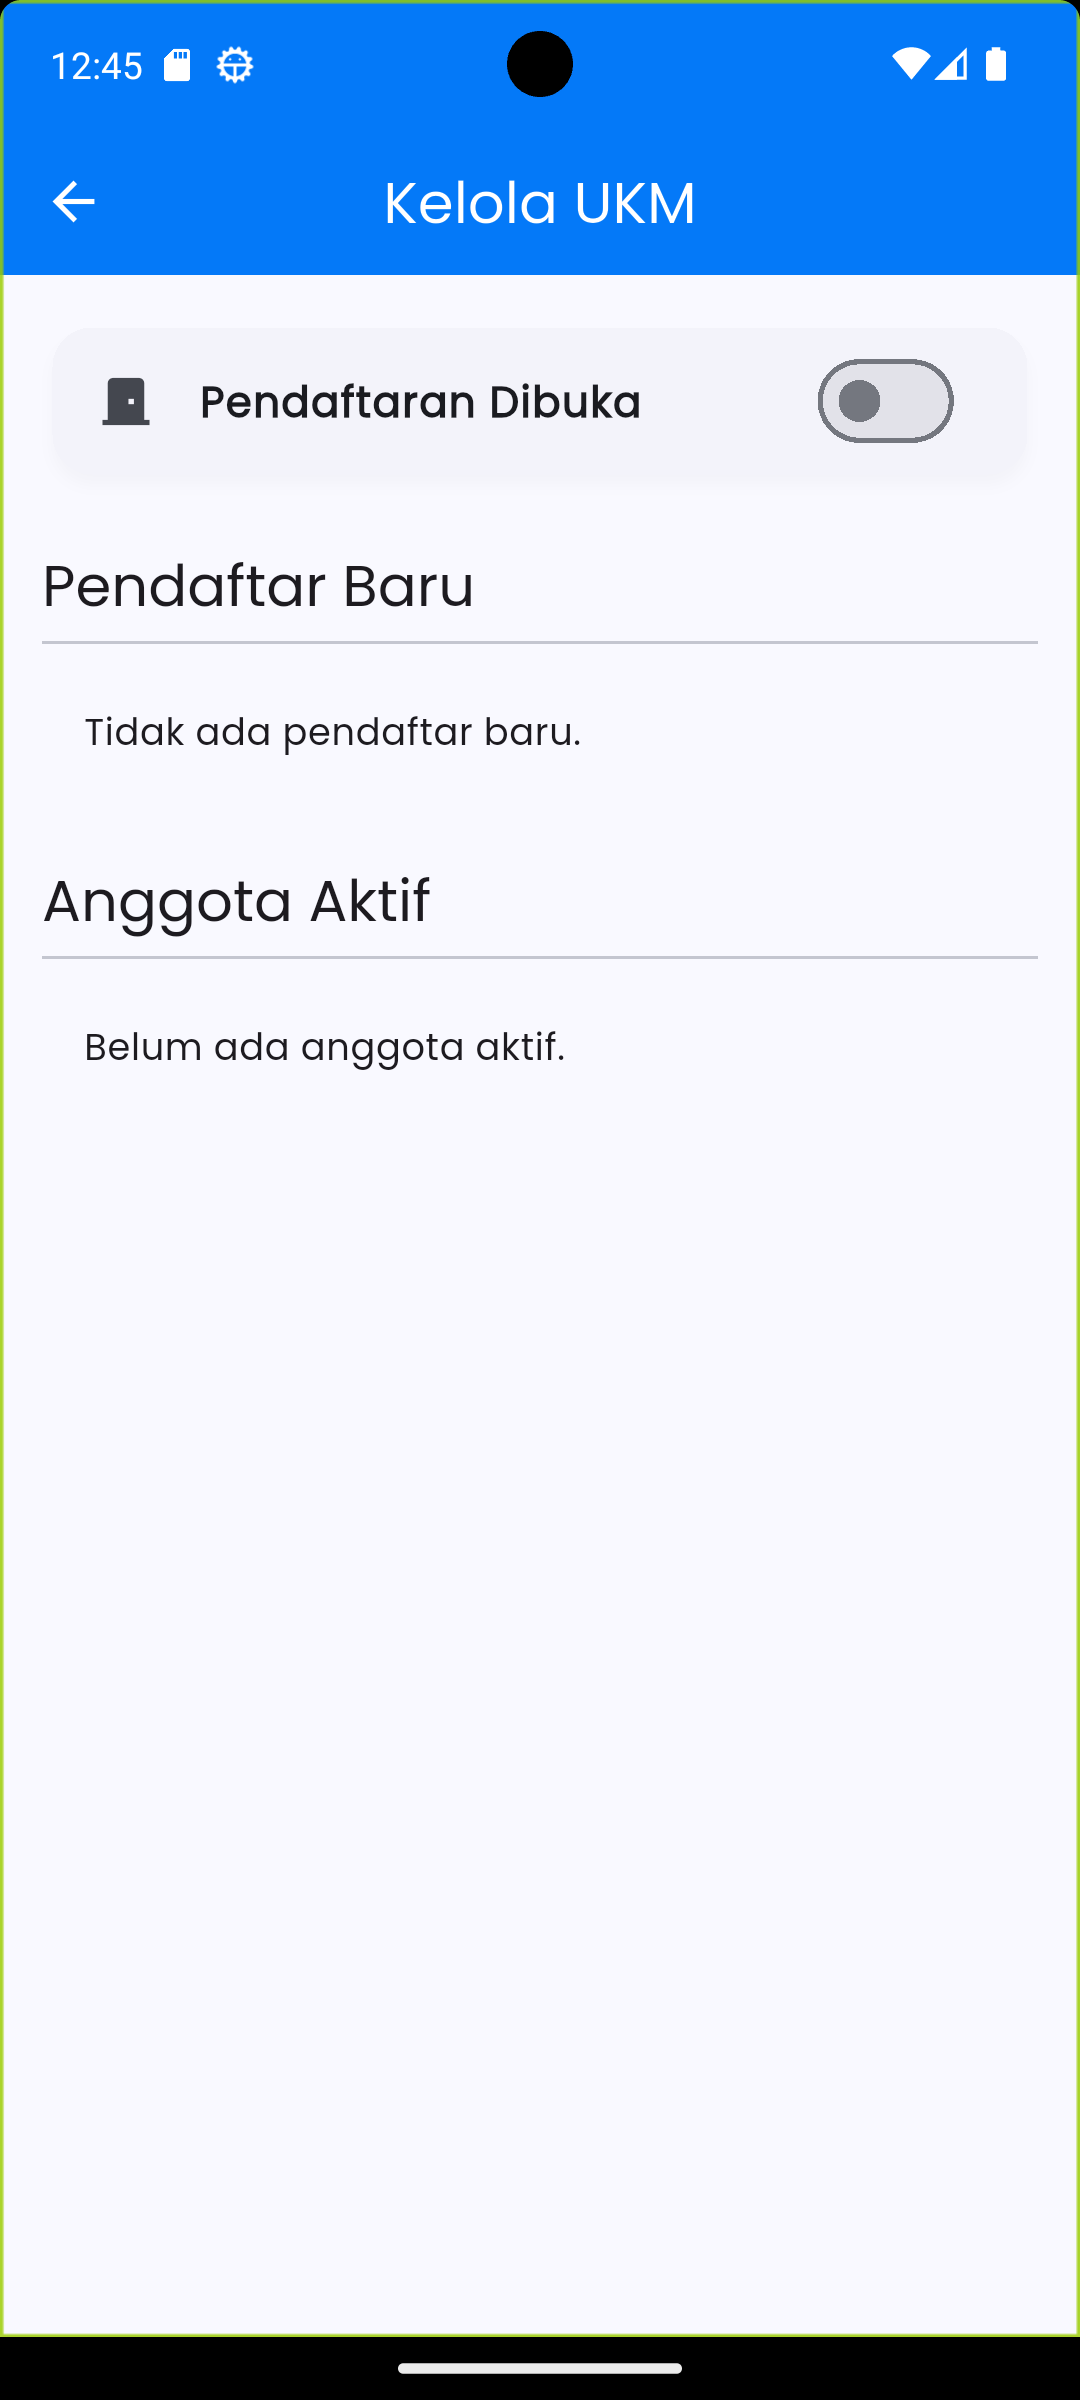 12:45
Kelola UKM
Pendaftaran Dibuka
Pendaftar Baru
Tidak ada pendaftar baru.
Anggota Aktif
Belum ada anggota aktif.